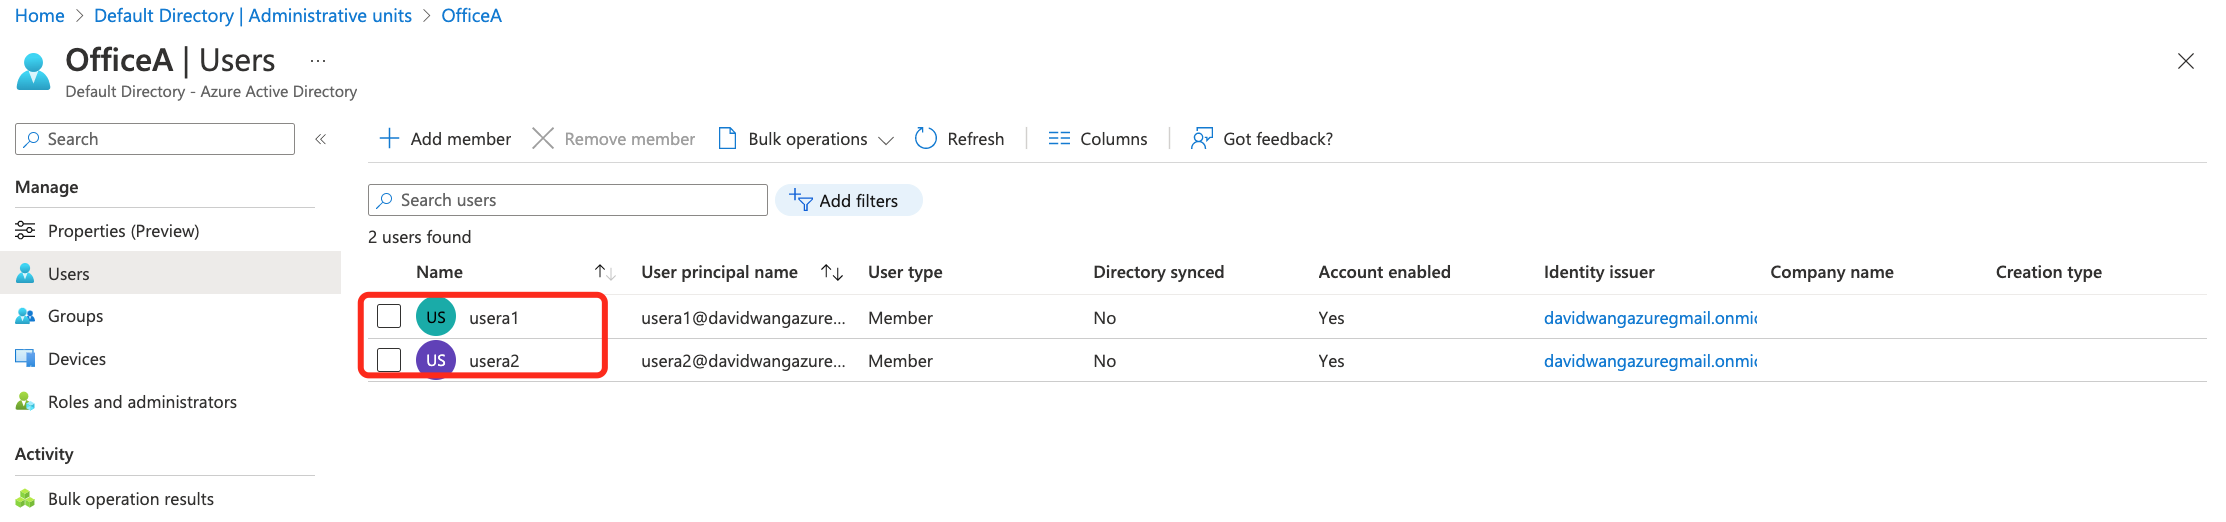 Home > Default Directory | Administrative units > OfficeA
OfficeA | Users ...
Default Directory - Azure Active Directory
Search «
Manage
Properties (Preview)
Users
Groups
Devices
Roles and administrators
Activity
Bulk operation results
Add member Remove member Bulk operations Refresh Columns Got feedback?
Search users Add filters
2 users found
Name User principal name User type Directory synced Account enabled Identity issuer Company name Creation type
US usera1 usera1@davidwangazure... Member No Yes davidwangazuregmail.onmic
US usera2 usera2@davidwangazure... Member No Yes davidwangazuregmail.onmic